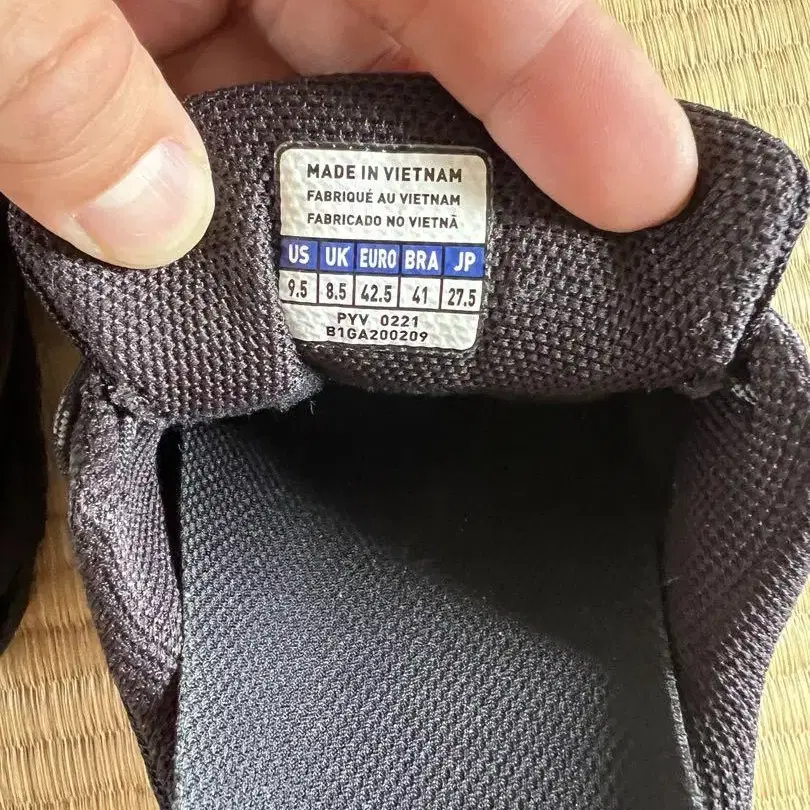 MADE IN VIETNAM
FABRIQUÉ AU VIETNAM
FABRICADO NO VIETNÃ
US UK EURO BRA JP
9.5 8.5 42.5 41 27.5
PYV 0221
B1GA200209